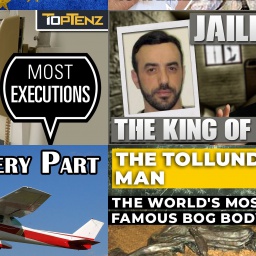 TOPTENZ
MOST
EXECUTIONS
JAIL
THE KING OF
ERY PART
THE TOLLUND
MAN
THE WORLD'S MOS
FAMOUS BOG BOD